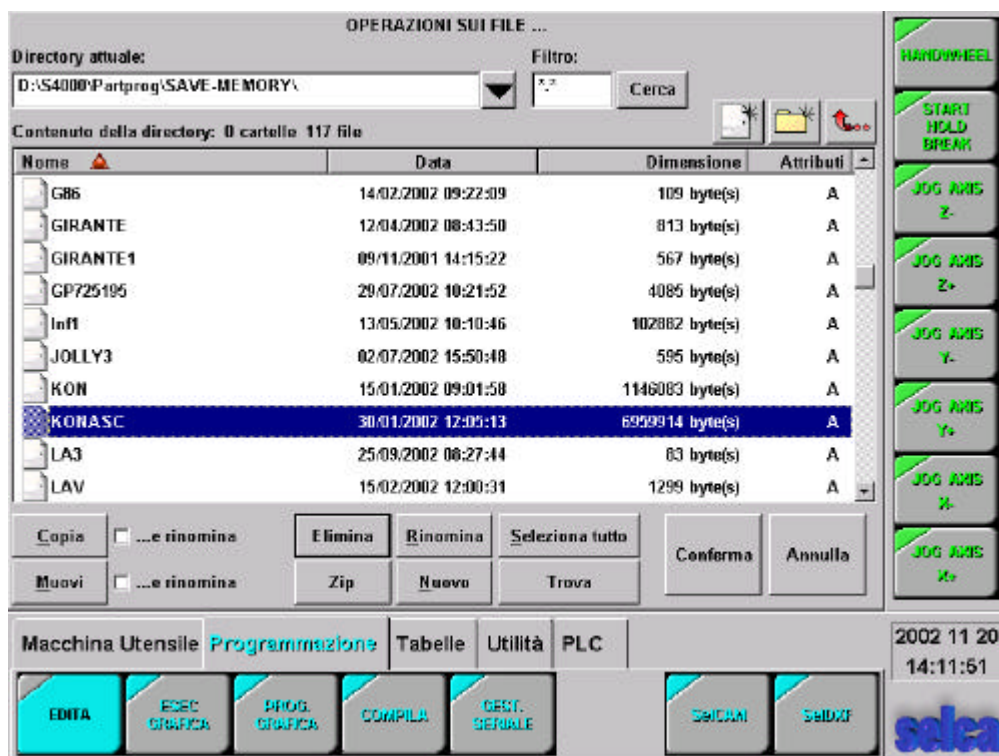 OPERAZIONI SUI FILE ...
Directory attuale:
Filtro:
D:\S4000\Partprog\SAVE-MEMORY\
*.*
Cerca
Contenuto della directory: 0 cartelle 117 file
Nome Data Dimensione Attributi
G86 14/02/2002 09:22:09 109 byte(s) A
GIRANTE 12/04/2002 08:43:50 813 byte(s) A
GIRANTE1 09/11/2001 14:15:22 567 byte(s) A
GP725195 29/07/2002 10:21:52 4085 byte(s) A
Inf1 13/05/2002 10:10:46 102882 byte(s) A
JOLLY3 02/07/2002 15:50:48 595 byte(s) A
KON 15/01/2002 09:01:58 1146083 byte(s) A
KONASC 30/01/2002 12:05:13 6959914 byte(s) A
LA3 25/09/2002 08:27:44 83 byte(s) A
LAV 15/02/2002 12:00:31 1299 byte(s) A
Copia ...e rinomina Elimina Rinomina Seleziona tutto
Conferma Annulla
Muovi ...e rinomina Zip Nuovo Trova
Macchina Utensile Programmazione Tabelle Utilità PLC
EDITA
ESEC
GRAFICA
PROG.
GRAFICA
COMPILA
GEST.
SERIALE
SelCAM
SelDXF
HANDWHEEL
START
HOLD
BREAK
JOG AXIS
Z-
JOG AXIS
Z+
JOG AXIS
Y-
JOG AXIS
Y+
JOG AXIS
X-
JOG AXIS
X+
2002 11 20
14:11:51
selca